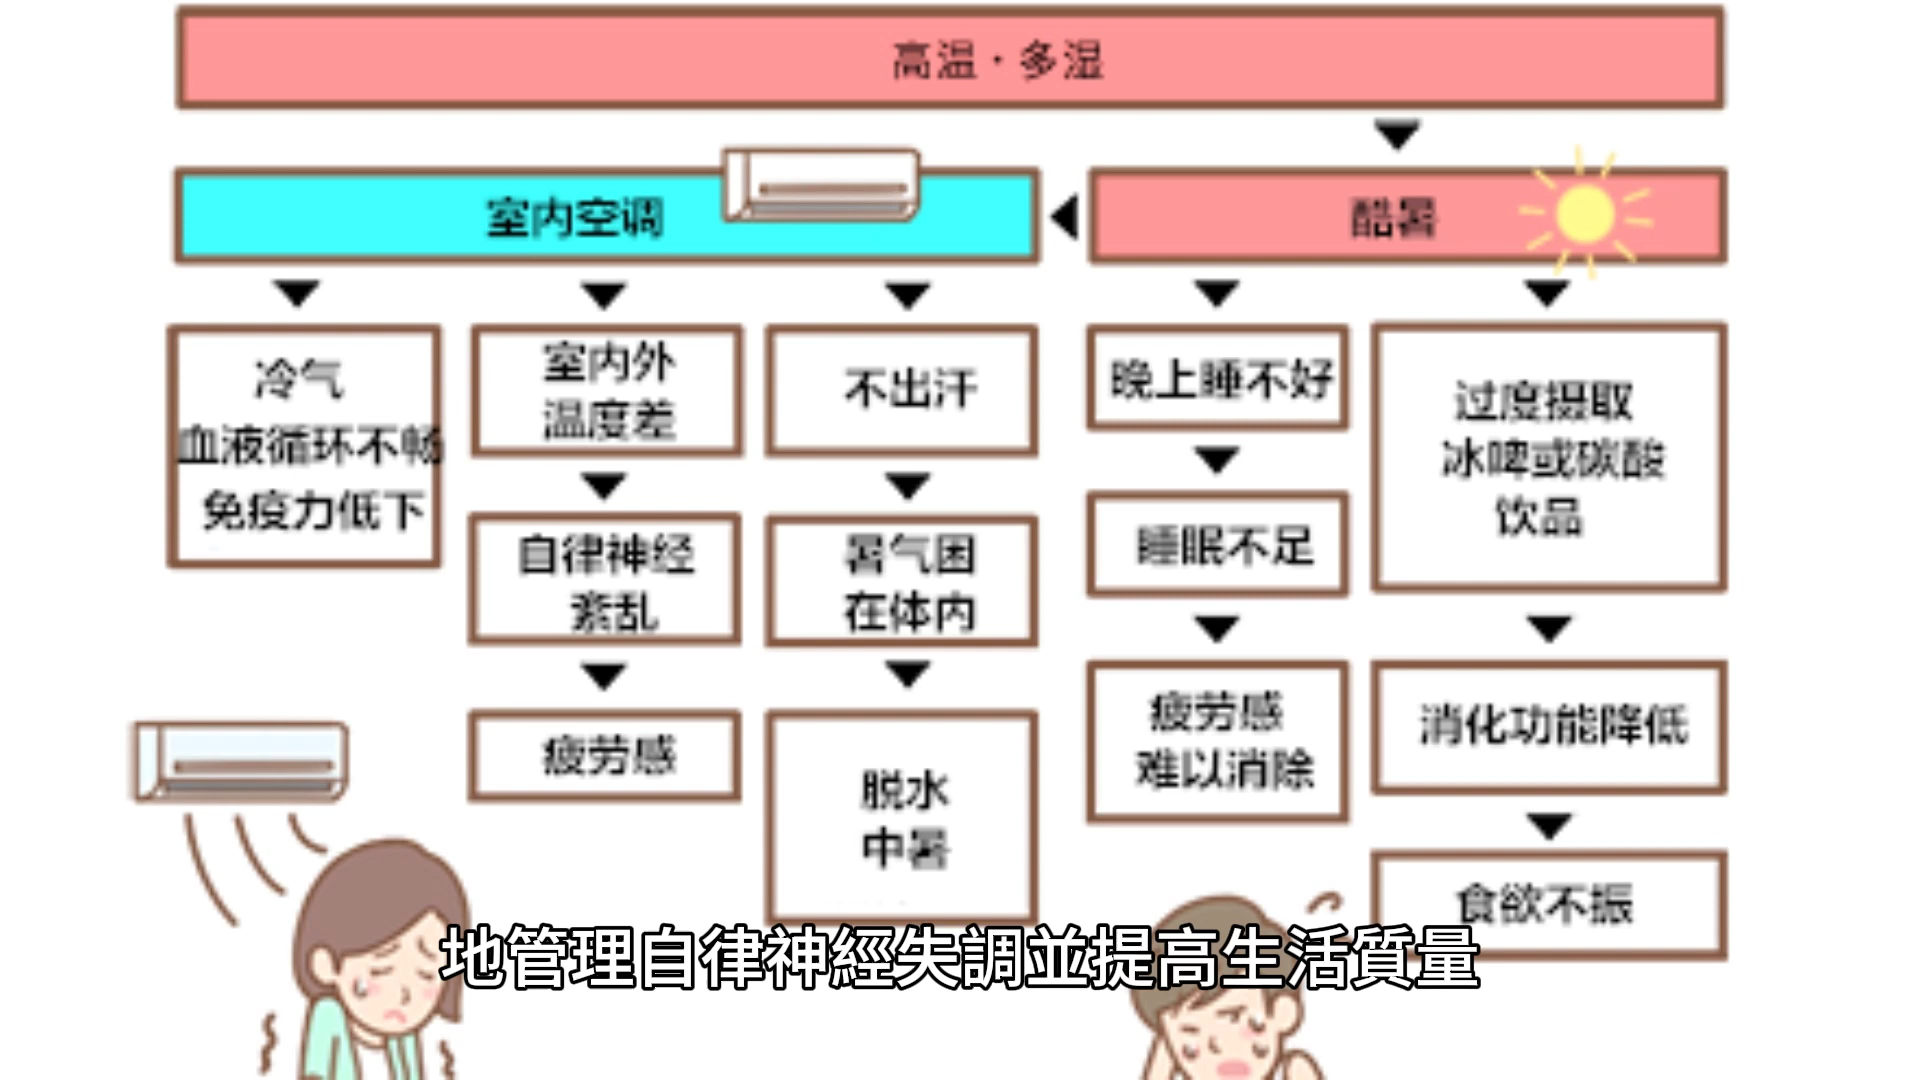 高温·多湿
室内空调
酷暑
冷气
血液循环不畅
免疫力低下
室内外
温度差
自律神经
紊乱
疲劳感
不出汗
暑气困
在体内
脱水
中暑
晚上睡不好
睡眠不足
疲劳感
难以消除
过度摄取
冰啤或碳酸
饮品
消化功能降低
食欲不振
地管理自律神經失調並提高生活質量